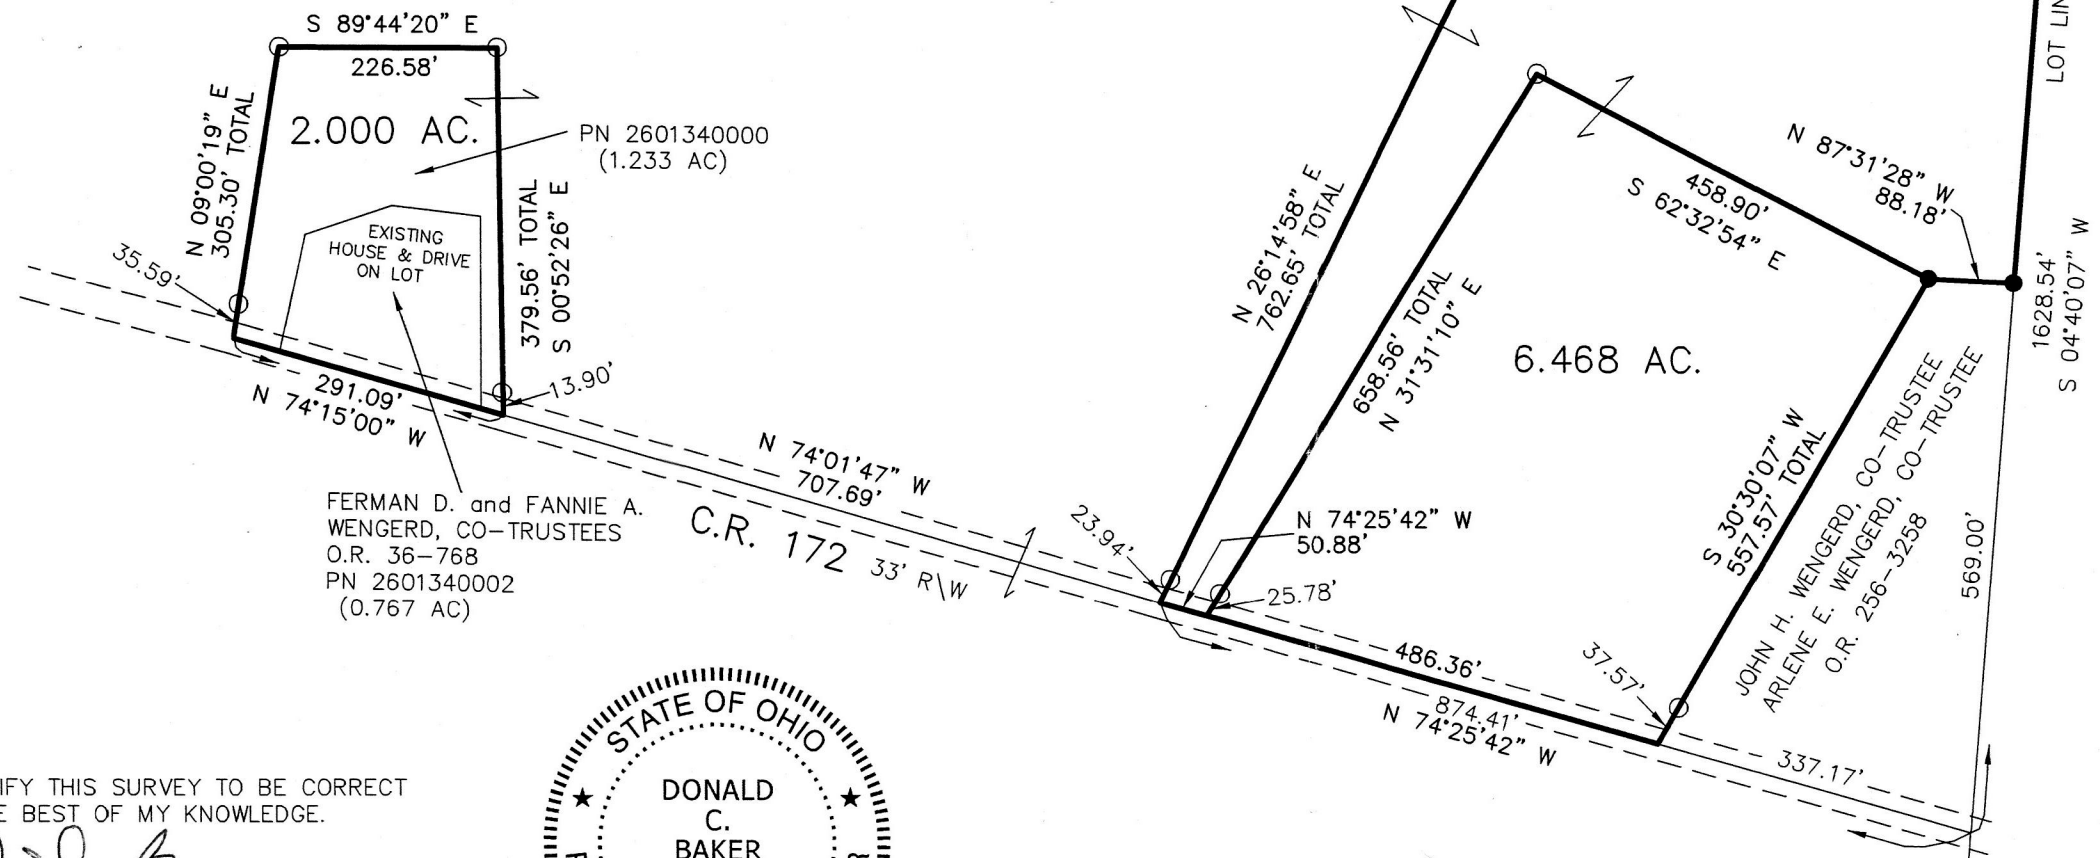 S 89°44'20" E
226.58'
2.000 AC.
N 09°00'19" E
305.30' TOTAL
PN 2601340000
(1.233 AC)
379.56' TOTAL
S 00°52'26" E
EXISTING
HOUSE & DRIVE
ON LOT
35.59'
13.90'
291.09'
N 74°15'00" W
FERMAN D. and FANNIE A.
WENGERD, CO-TRUSTEES
O.R. 36-768
PN 2601340002
(0.767 AC)
N 74°01'47" W
707.69'
C.R. 172 33' R\W
N 26°14'58" E
762.65' TOTAL
658.56' TOTAL
N 31°31'10" E
458.90'
S 62°32'54" E
N 87°31'28" W
88.18'
LOT LIN
1628.54'
S 04°40'07" W
6.468 AC.
S 30°30'07" W
557.57' TOTAL
JOHN H. WENGERD, CO-TRUSTEE
ARLENE E. WENGERD, CO-TRUSTEE
O.R. 256-3258
569.00'
23.94'
N 74°25'42" W
50.88'
25.78'
486.36'
37.57'
874.41'
N 74°25'42" W
337.17'
IFY THIS SURVEY TO BE CORRECT
E BEST OF MY KNOWLEDGE.
STATE OF OHIO
DONALD
C.
BAKER